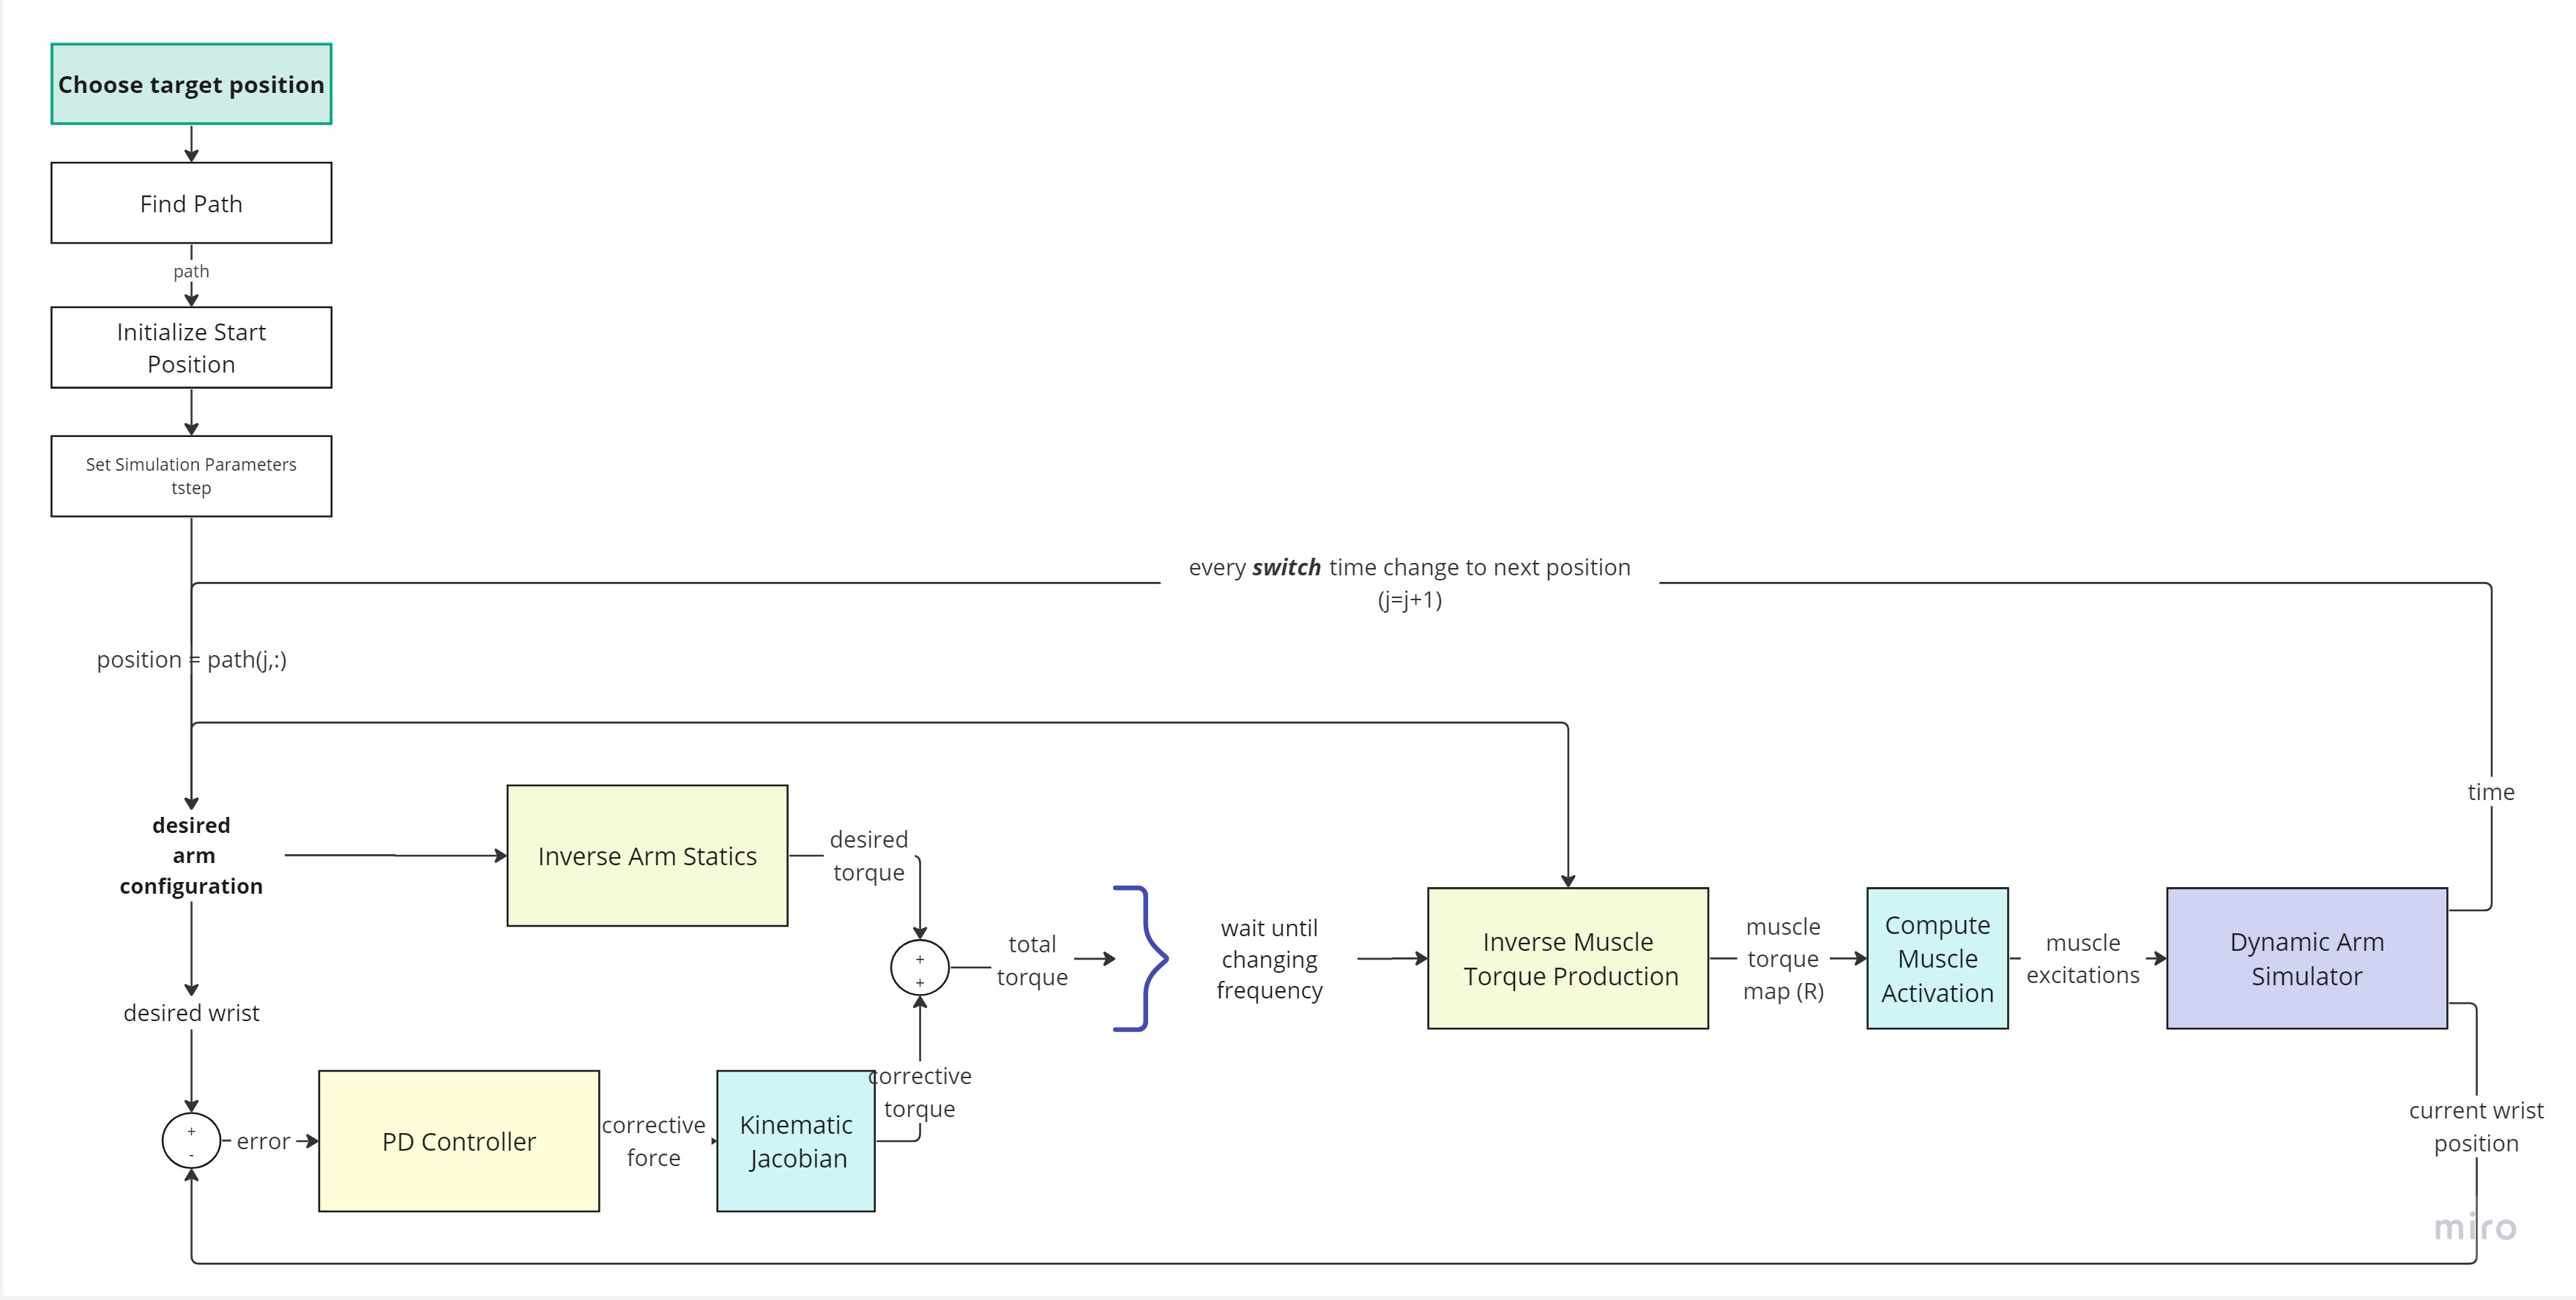 Choose target position
Find Path
path
Initialize Start
Position
Set Simulation Parameters
tstep
every switch time change to next position
(j=j+1)
position = path(j,:)
time
desired
arm
configuration
Inverse Arm Statics
desired
torque
+
+
total
torque
wait until
changing
frequency
Inverse Muscle
Torque Production
muscle
torque
map (R)
Compute
Muscle
Activation
muscle
excitations
Dynamic Arm
Simulator
desired wrist
+
-
error
PD Controller
corrective
force
Kinematic
Jacobian
corrective
torque
current wrist
position
miro